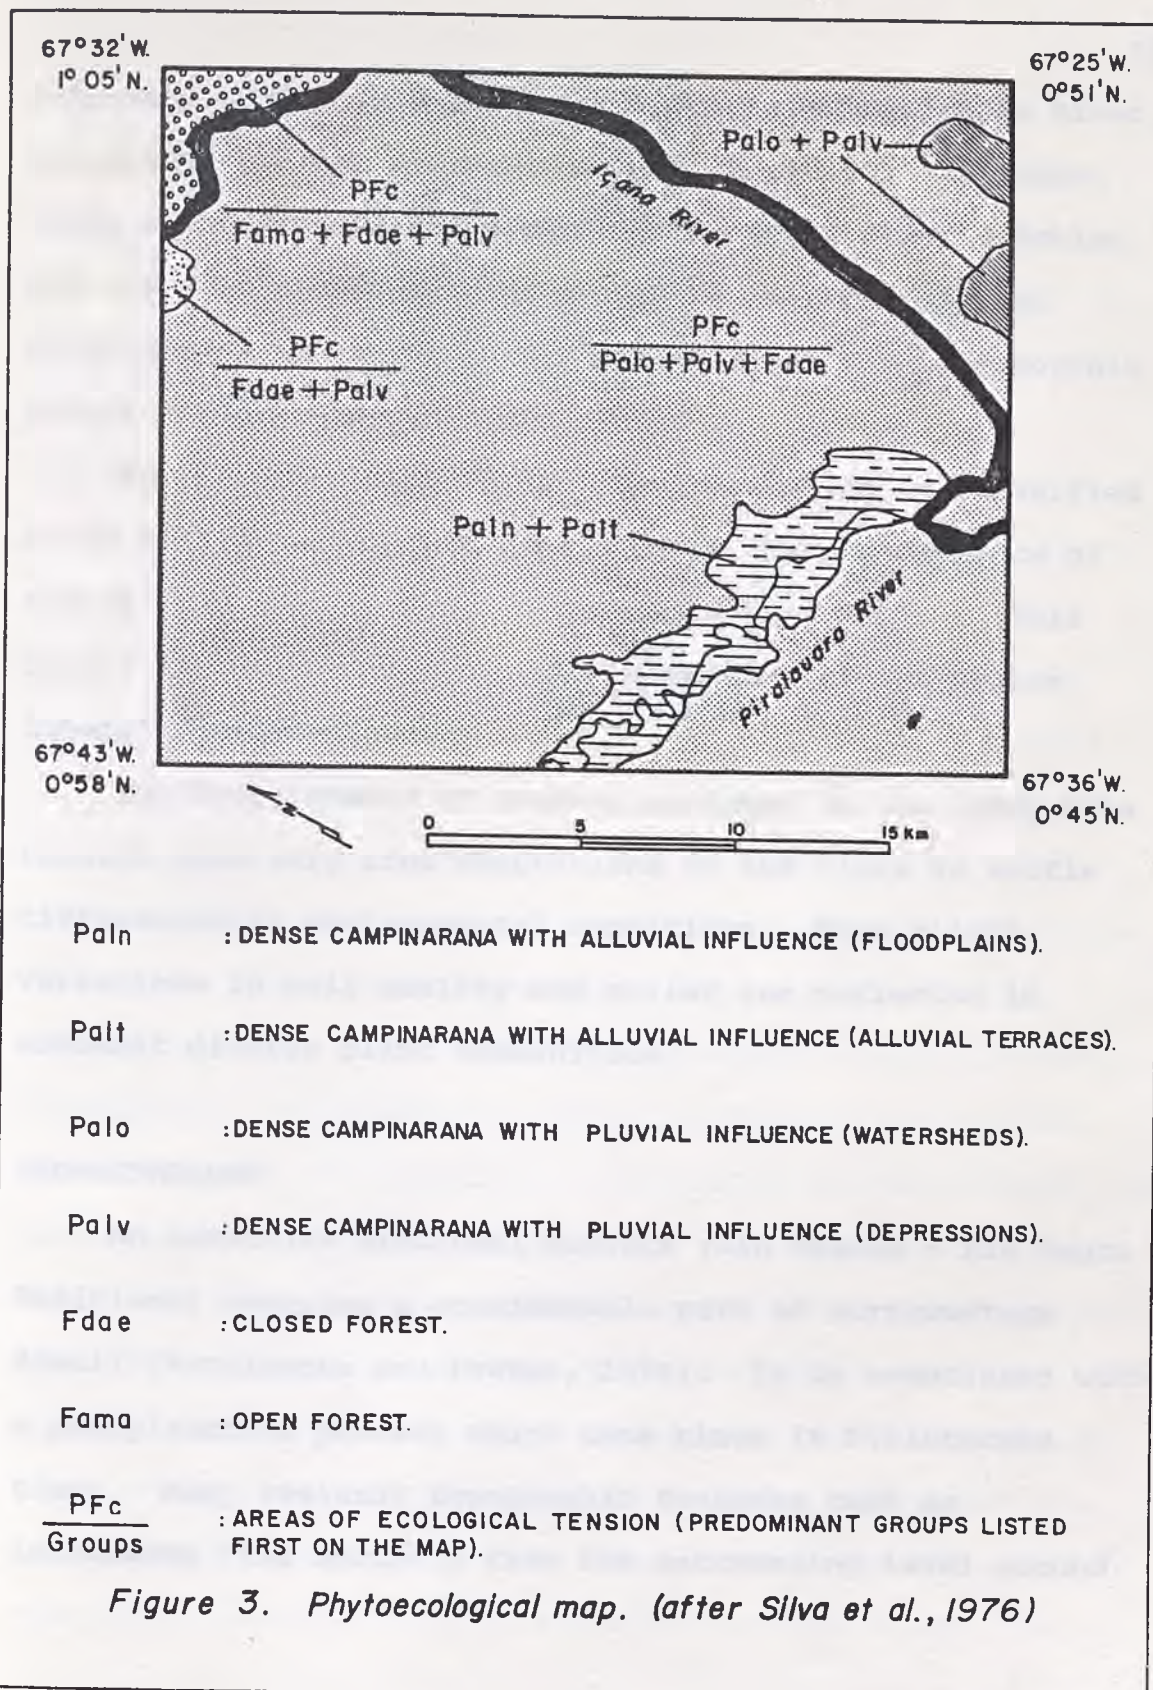 67°32'W.
1°05'N.
67°25'W.
0°51'N.
Palo + Palv
Içana River
PFc
Fama + Fdae + Palv
PFc
Fdae + Palv
PFc
Palo + Palv + Fdae
Paln + Palt
Piraiauara River
67°43'W.
0°58'N.
67°36'W.
0°45'N.
N
0 5 10 15 Km
Paln : DENSE CAMPINARANA WITH ALLUVIAL INFLUENCE (FLOODPLAINS).
Palt : DENSE CAMPINARANA WITH ALLUVIAL INFLUENCE (ALLUVIAL TERRACES).
Palo : DENSE CAMPINARANA WITH PLUVIAL INFLUENCE (WATERSHEDS).
Palv : DENSE CAMPINARANA WITH PLUVIAL INFLUENCE (DEPRESSIONS).
Fdae : CLOSED FOREST.
Fama : OPEN FOREST.
PFc
Groups
: AREAS OF ECOLOGICAL TENSION (PREDOMINANT GROUPS LISTED
FIRST ON THE MAP).
Figure 3. Phytoecological map. (after Silva et al., 1976)